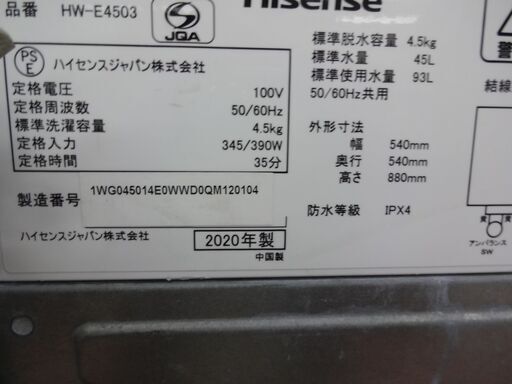 品番 HW-E4503
JQA
Hisense
PS
E
ハイセンスジャパン株式会社
定格電圧 100V
定格周波数 50/60Hz
標準洗濯容量 4.5kg
定格入力 345/390W
定格時間 35分
製造番号 1WG045014E0WWD0QM120104
ハイセンスジャパン株式会社 2020年製
中国製
標準脱水容量 4.5kg
標準水量 45L
標準使用水量 93L
50/60Hz共用
外形寸法
幅 540mm
奥行 540mm
高さ 880mm
防水等級 IPX4
警
結線
黄 黄
アンバランス
SW